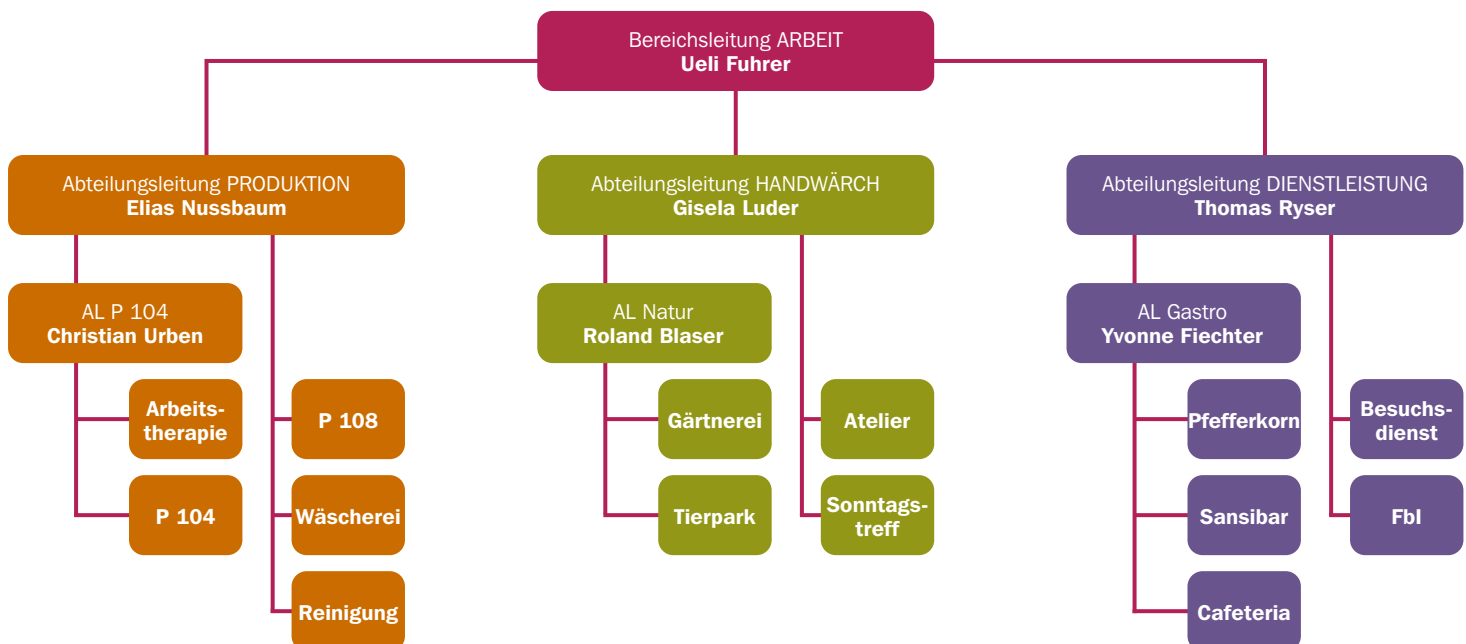 Bereichsleitung ARBEIT
Ueli Fuhrer
Abteilungsleitung PRODUKTION
Elias Nussbaum
Abteilungsleitung HANDWÄRCH
Gisela Luder
Abteilungsleitung DIENSTLEISTUNG
Thomas Ryser
AL P 104
Christian Urben
AL Natur
Roland Blaser
AL Gastro
Yvonne Fiechter
Arbeits-
therapie
P 108
Gärtnerei
Atelier
Pfefferkorn
Besuchs-
dienst
P 104
Wäscherei
Tierpark
Sonntags-
treff
Sansibar
FbI
Reinigung
Cafeteria